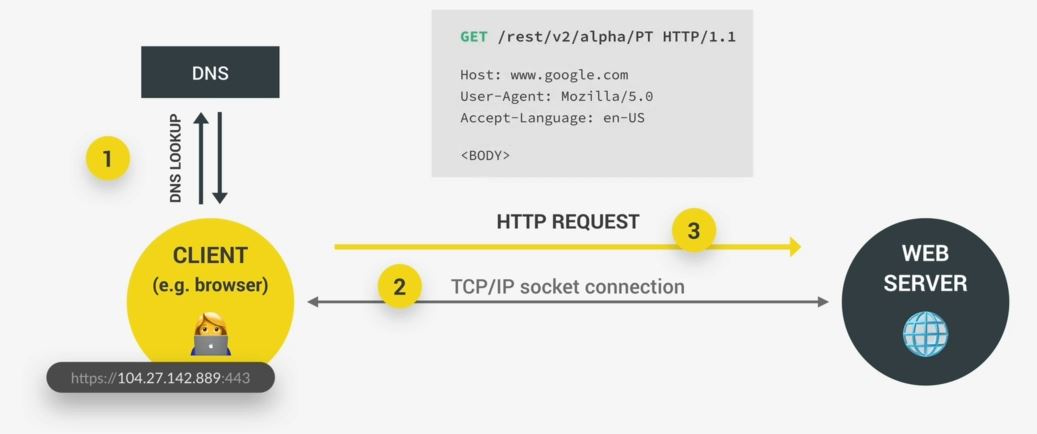 DNS
GET /rest/v2/alpha/PT HTTP/1.1
Host: www.google.com
User-Agent: Mozilla/5.0
Accept-Language: en-US
<BODY>
1
DNS LOOKUP
HTTP REQUEST
3
CLIENT
(e.g. browser)
2
TCP/IP socket connection
WEB
SERVER
https://104.27.142.889:443